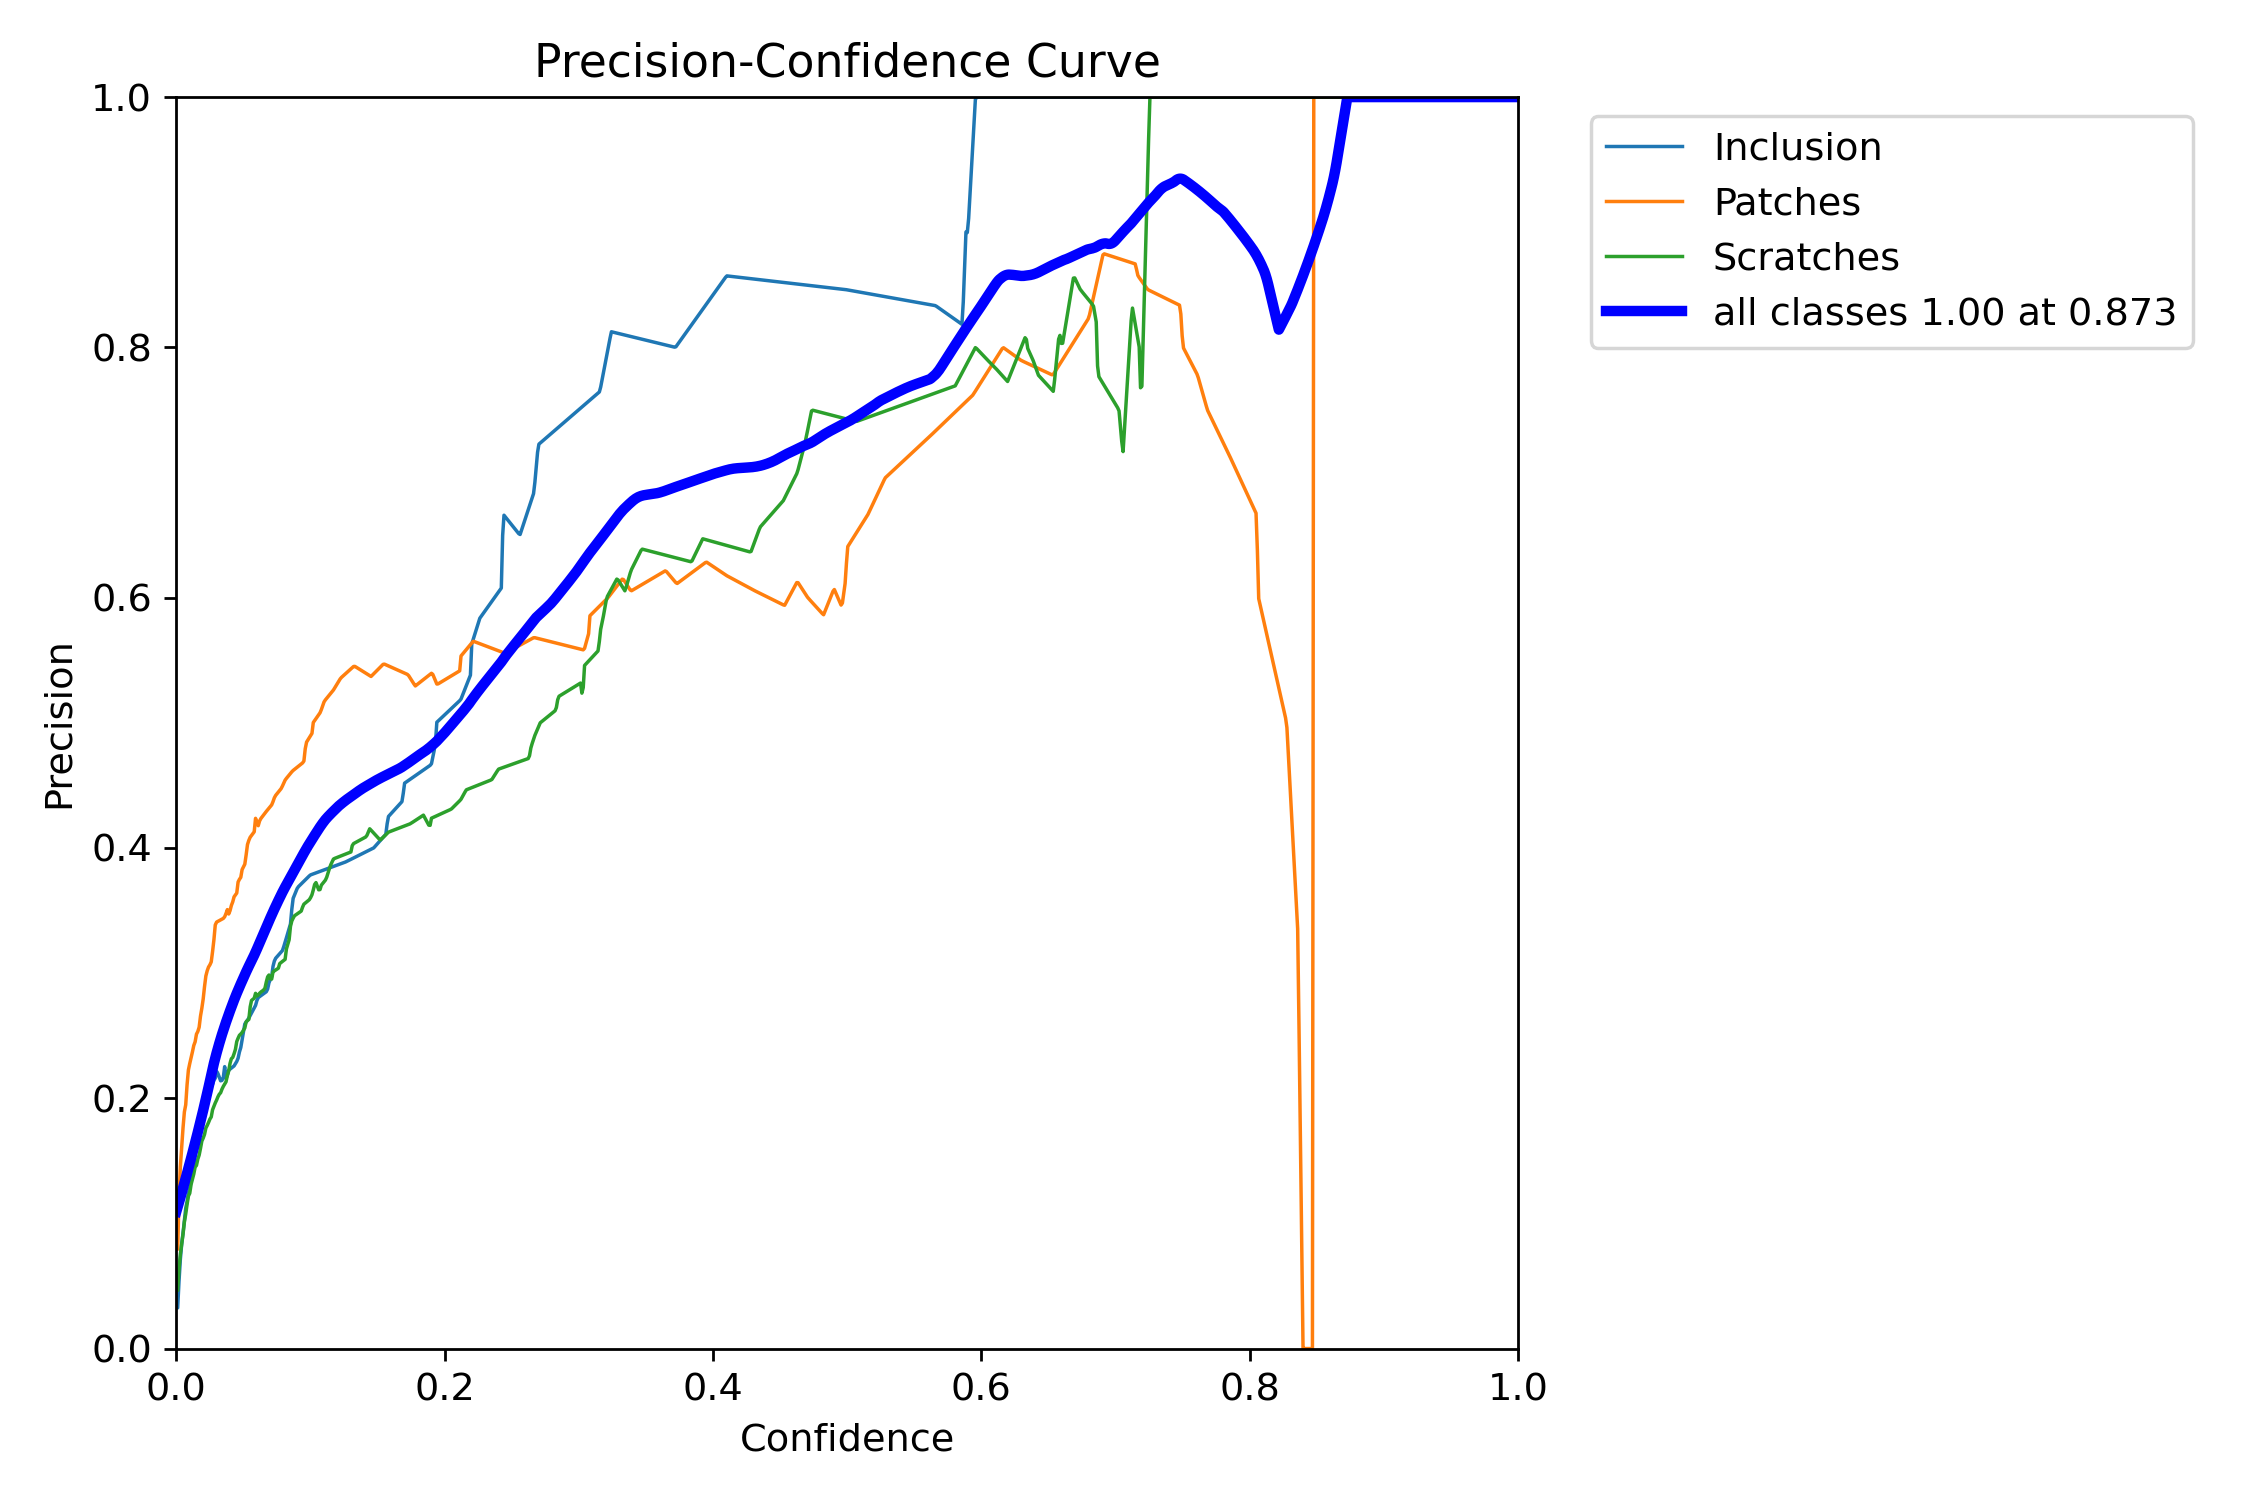 Precision-Confidence Curve
1.0
0.8
0.6
0.4
0.2
0.0
Precision
0.0 0.2 0.4 0.6 0.8 1.0
Confidence
Inclusion
Patches
Scratches
all classes 1.00 at 0.873